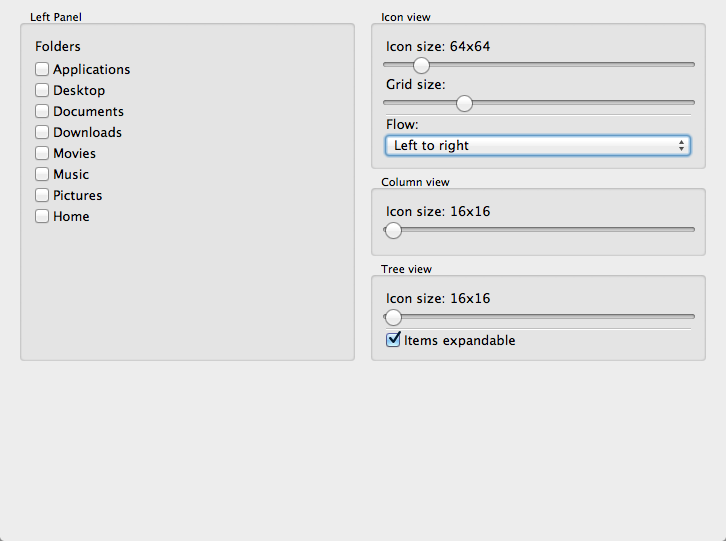 Left Panel
Folders
Applications
Desktop
Documents
Downloads
Movies
Music
Pictures
Home
Icon view
Icon size: 64x64
Grid size:
Flow:
Left to right
Column view
Icon size: 16x16
Tree view
Icon size: 16x16
Items expandable